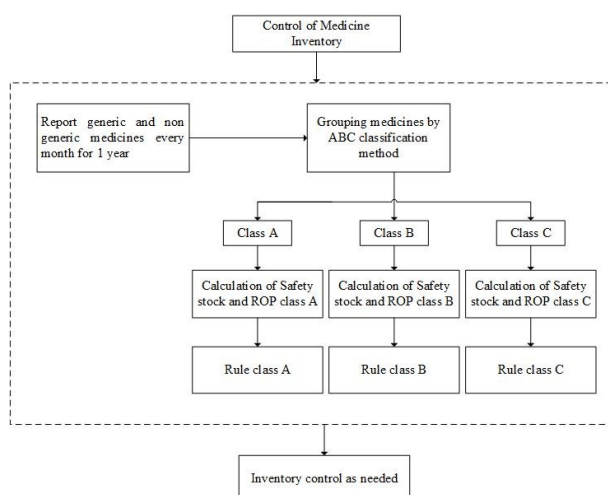 Control of Medicine
Inventory
Report generic and non
generic medicines every
month for 1 year
Grouping medicines by
ABC classification
method
Class A
Class B
Class C
Calculation of Safety
stock and ROP class A
Calculation of Safety
stock and ROP class B
Calculation of Safety
stock and ROP class C
Rule class A
Rule class B
Rule class C
Inventory control as needed